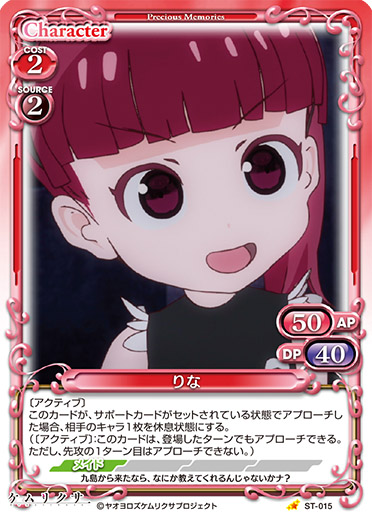 Precious Memories
Character
COST
2
SOURCE
2
50 AP
DP 40
りな
〔アクティブ〕
このカードが、サポートカードがセットされている状態でアプローチし
た場合、相手のキャラ1枚を休息状態にする。
(〔アクティブ〕:このカードは、登場したターンでもアプローチできる。
ただし、先攻の1ターン目はアプローチできない。)
メイド
九島から来たなら、なにか教えてくれるんじゃないかナ?
ケムリクサ
©ヤオヨロズケムリクサプロジェクト
ST-015